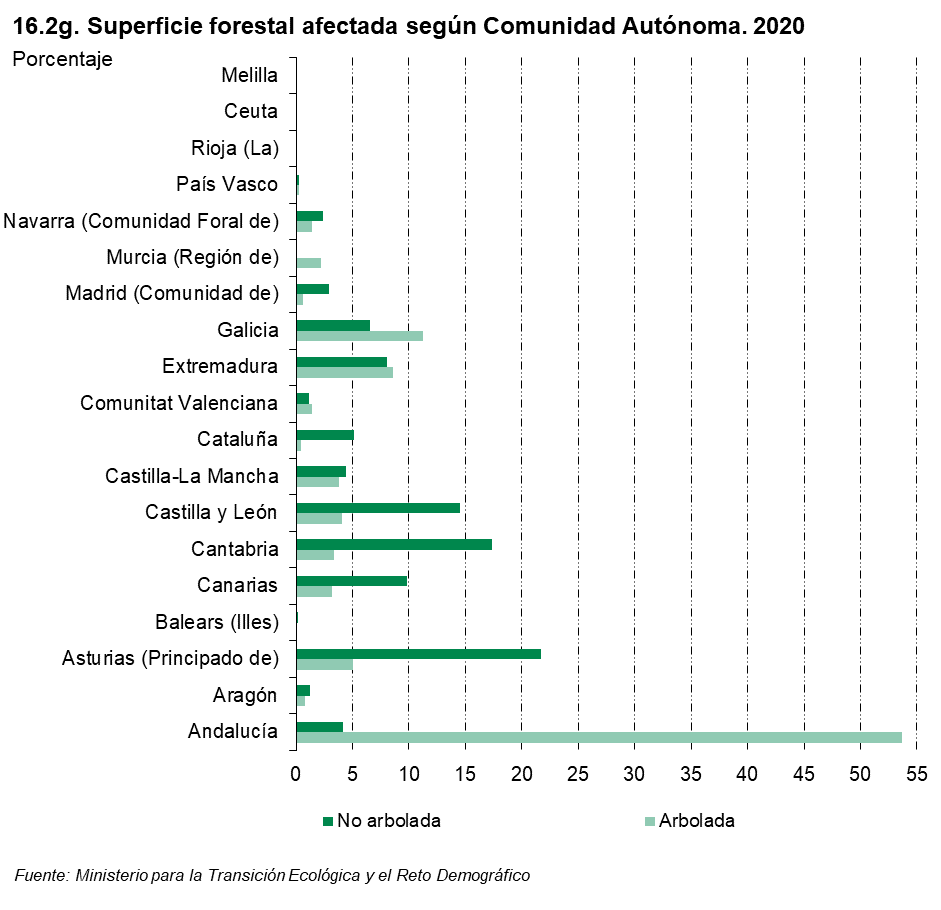 16.2g. Superficie forestal afectada según Comunidad Autónoma. 2020
Porcentaje
Melilla
Ceuta
Rioja (La)
País Vasco
Navarra (Comunidad Foral de)
Murcia (Región de)
Madrid (Comunidad de)
Galicia
Extremadura
Comunitat Valenciana
Cataluña
Castilla-La Mancha
Castilla y León
Cantabria
Canarias
Balears (Illes)
Asturias (Principado de)
Aragón
Andalucía
0 5 10 15 20 25 30 35 40 45 50 55
No arbolada Arbolada
Fuente: Ministerio para la Transición Ecológica y el Reto Demográfico